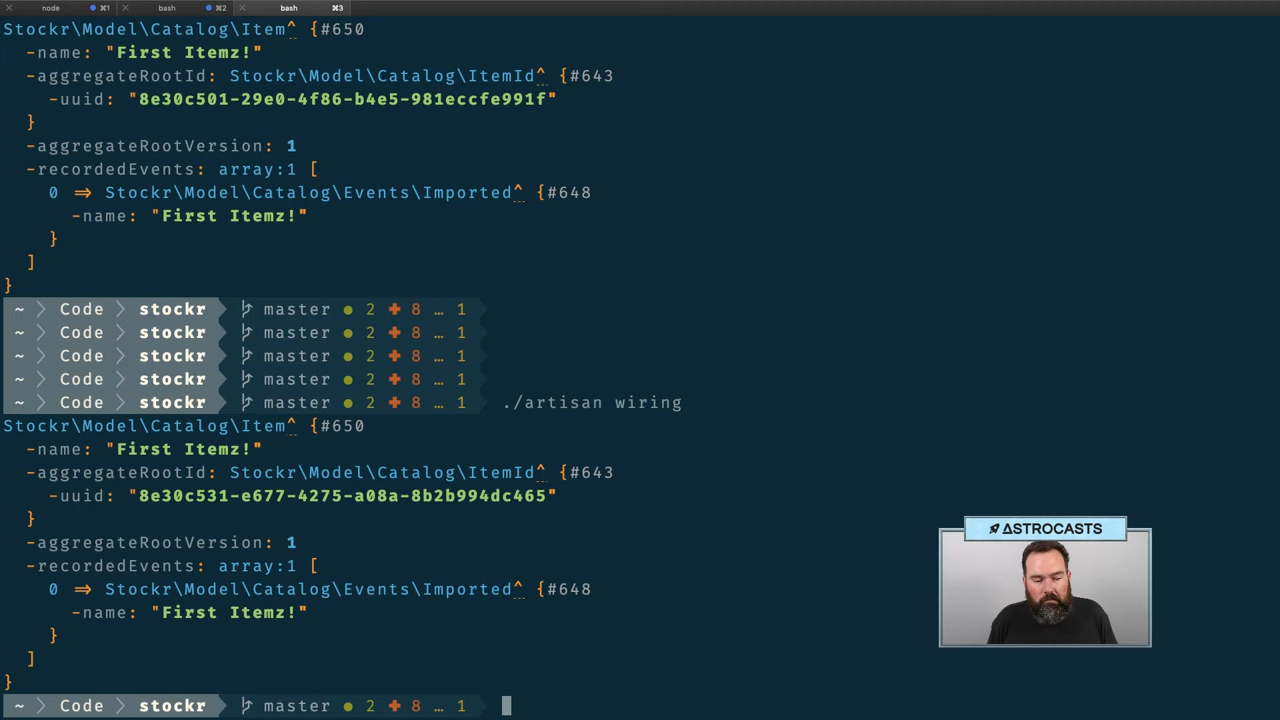 node ⌘1 bash ⌘2 bash ⌘3
Stockr\Model\Catalog\Item^ {#650
-name: "First Itemz!"
-aggregateRootId: Stockr\Model\Catalog\ItemId^ {#643
-uuid: "8e30c501-29e0-4f86-b4e5-981eccfe991f"
}
-aggregateRootVersion: 1
-recordedEvents: array:1 [
0 => Stockr\Model\Catalog\Events\Imported^ {#648
-name: "First Itemz!"
}
]
}
~ Code stockr master ● 2 ✚ 8 … 1
~ Code stockr master ● 2 ✚ 8 … 1
~ Code stockr master ● 2 ✚ 8 … 1
~ Code stockr master ● 2 ✚ 8 … 1
~ Code stockr master ● 2 ✚ 8 … 1 ./artisan wiring
Stockr\Model\Catalog\Item^ {#650
-name: "First Itemz!"
-aggregateRootId: Stockr\Model\Catalog\ItemId^ {#643
-uuid: "8e30c531-e677-4275-a08a-8b2b994dc465"
}
-aggregateRootVersion: 1
-recordedEvents: array:1 [
0 => Stockr\Model\Catalog\Events\Imported^ {#648
-name: "First Itemz!"
}
]
}
~ Code stockr master ● 2 ✚ 8 … 1
ASTROCASTS